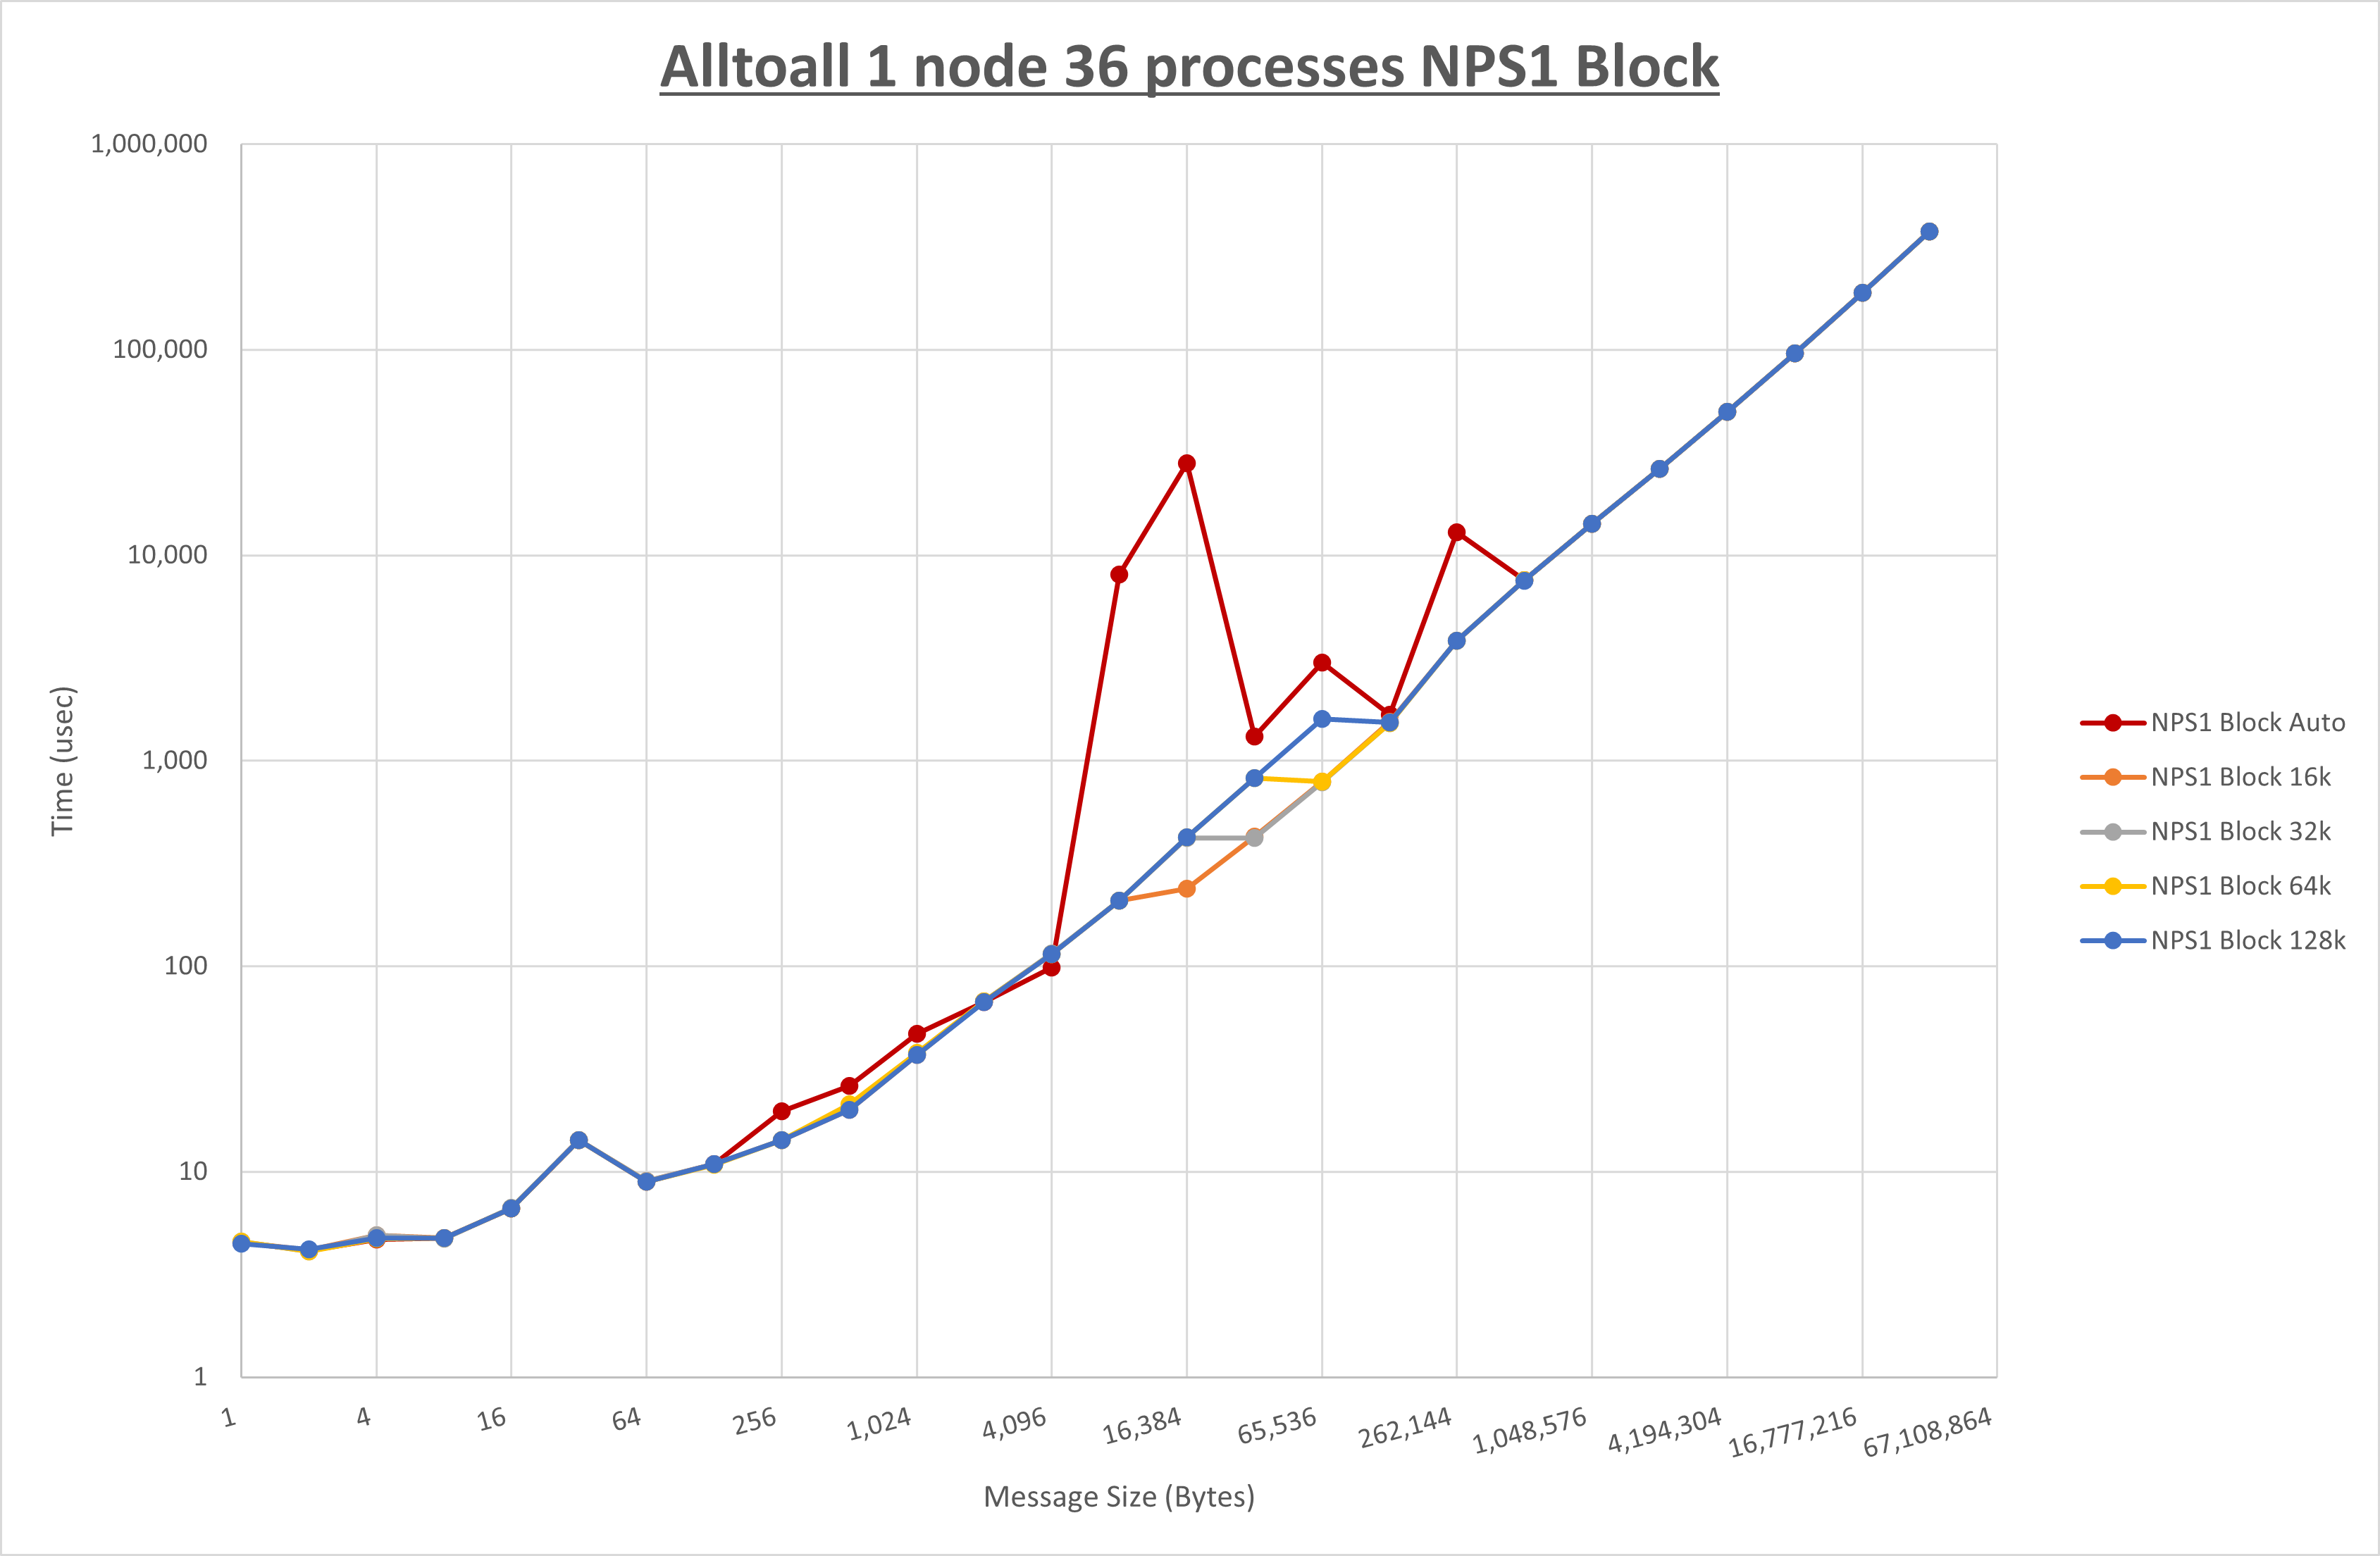 Alltoall 1 node 36 processes NPS1 Block
1,000,000
100,000
10,000
1,000
100
10
1
Time (usec)
1
4
16
64
256
1,024
4,096
16,384
65,536
262,144
1,048,576
4,194,304
16,777,216
67,108,864
Message Size (Bytes)
NPS1 Block Auto
NPS1 Block 16k
NPS1 Block 32k
NPS1 Block 64k
NPS1 Block 128k